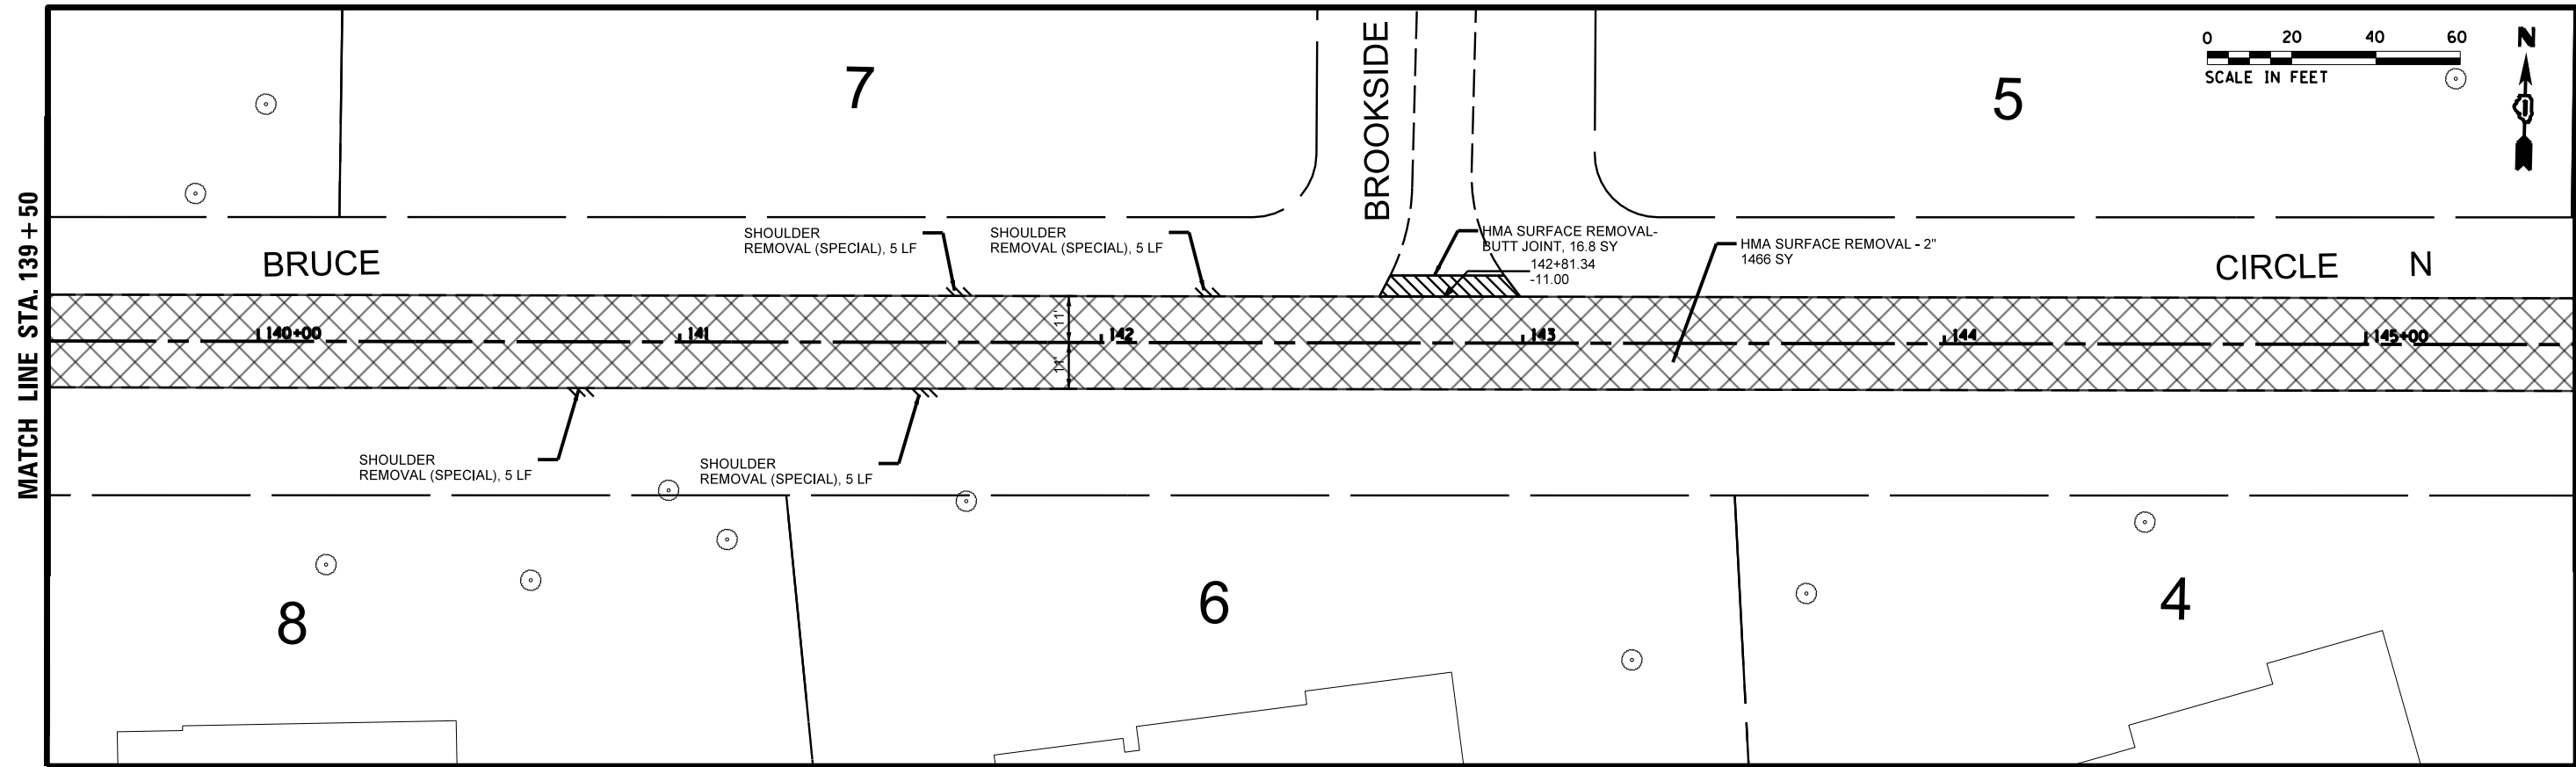 MATCH LINE STA. 139+50
7
BROOKSIDE
5
0 20 40 60
SCALE IN FEET
N
BRUCE
SHOULDER
REMOVAL (SPECIAL), 5 LF
SHOULDER
REMOVAL (SPECIAL), 5 LF
HMA SURFACE REMOVAL-
BUTT JOINT, 16.8 SY
142+81.34
-11.00
HMA SURFACE REMOVAL - 2"
1466 SY
CIRCLE N
11'
11'
140+00
141
142
143
144
145+00
SHOULDER
REMOVAL (SPECIAL), 5 LF
SHOULDER
REMOVAL (SPECIAL), 5 LF
8
6
4